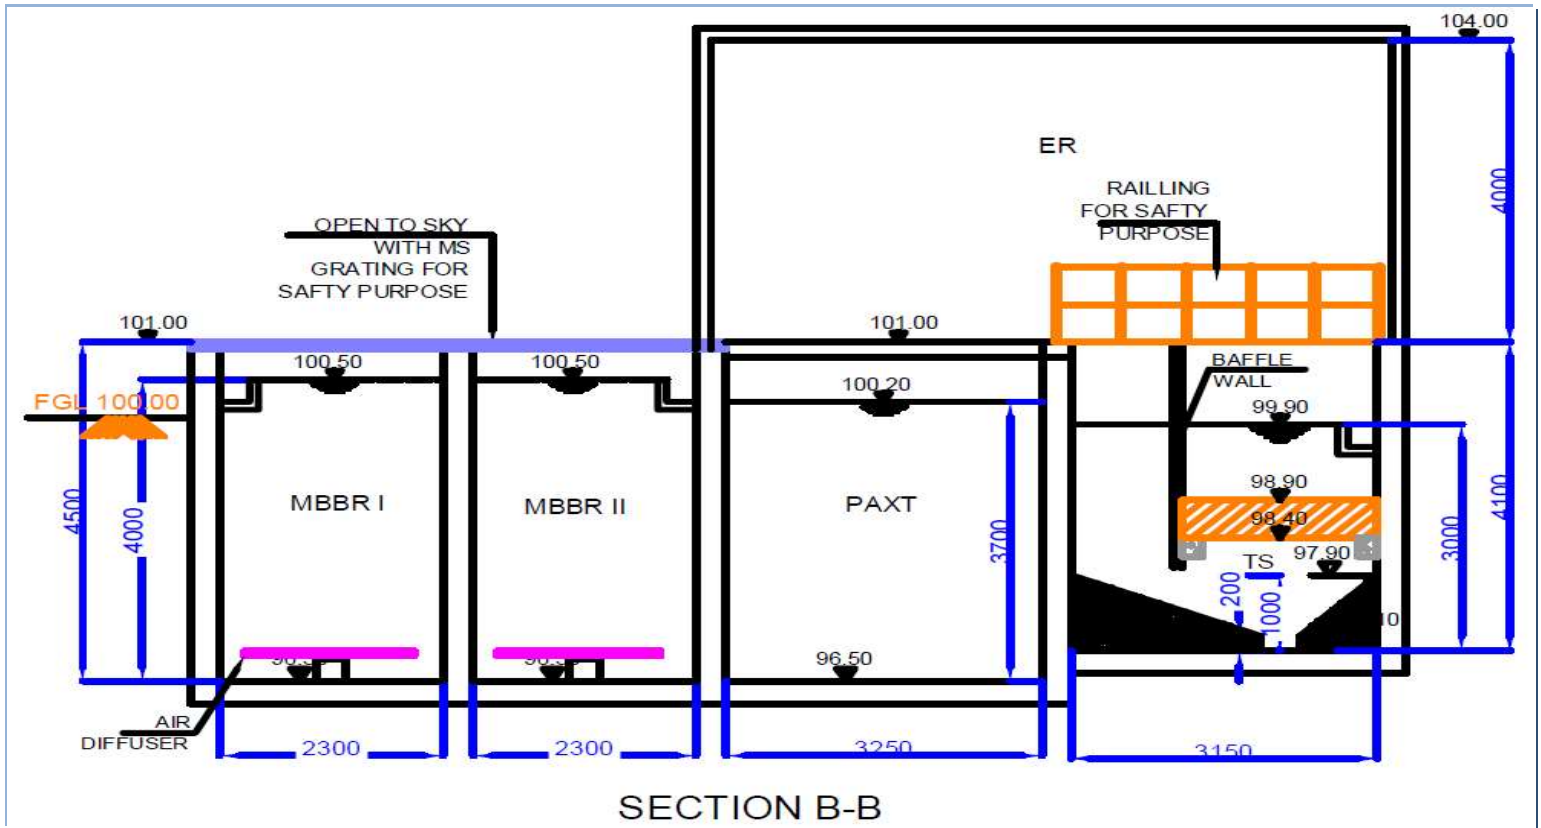 104.00
ER
RAILLING
FOR SAFTY
PURPOSE
4000
OPEN TO SKY
WITH MS
GRATING FOR
SAFTY PURPOSE
101.00
101.00
100.50
100.50
100.20
BAFFLE
WALL
FGL 100.00
99.90
98.90
98.40
97.90
TS
MBBR I
MBBR II
PAXT
4500
4000
3700
200
1000
3000
4100
10
96.50
AIR
DIFFUSER
2300
2300
3250
3150
SECTION B-B